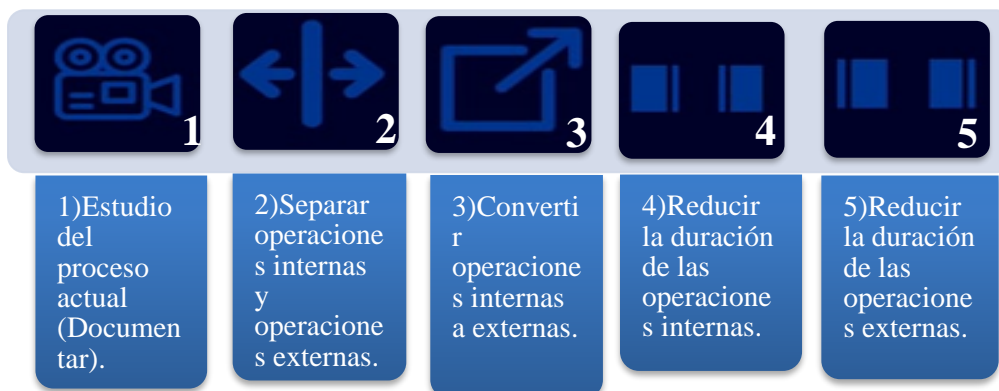 1
2
3
4
5
1)Estudio
del
proceso
actual
(Documen
tar).
2)Separar
operacione
s internas
y
operacione
s externas.
3)Converti
r
operacione
s internas
a externas.
4)Reducir
la duración
de las
operacione
s internas.
5)Reducir
la duración
de las
operacione
s externas.